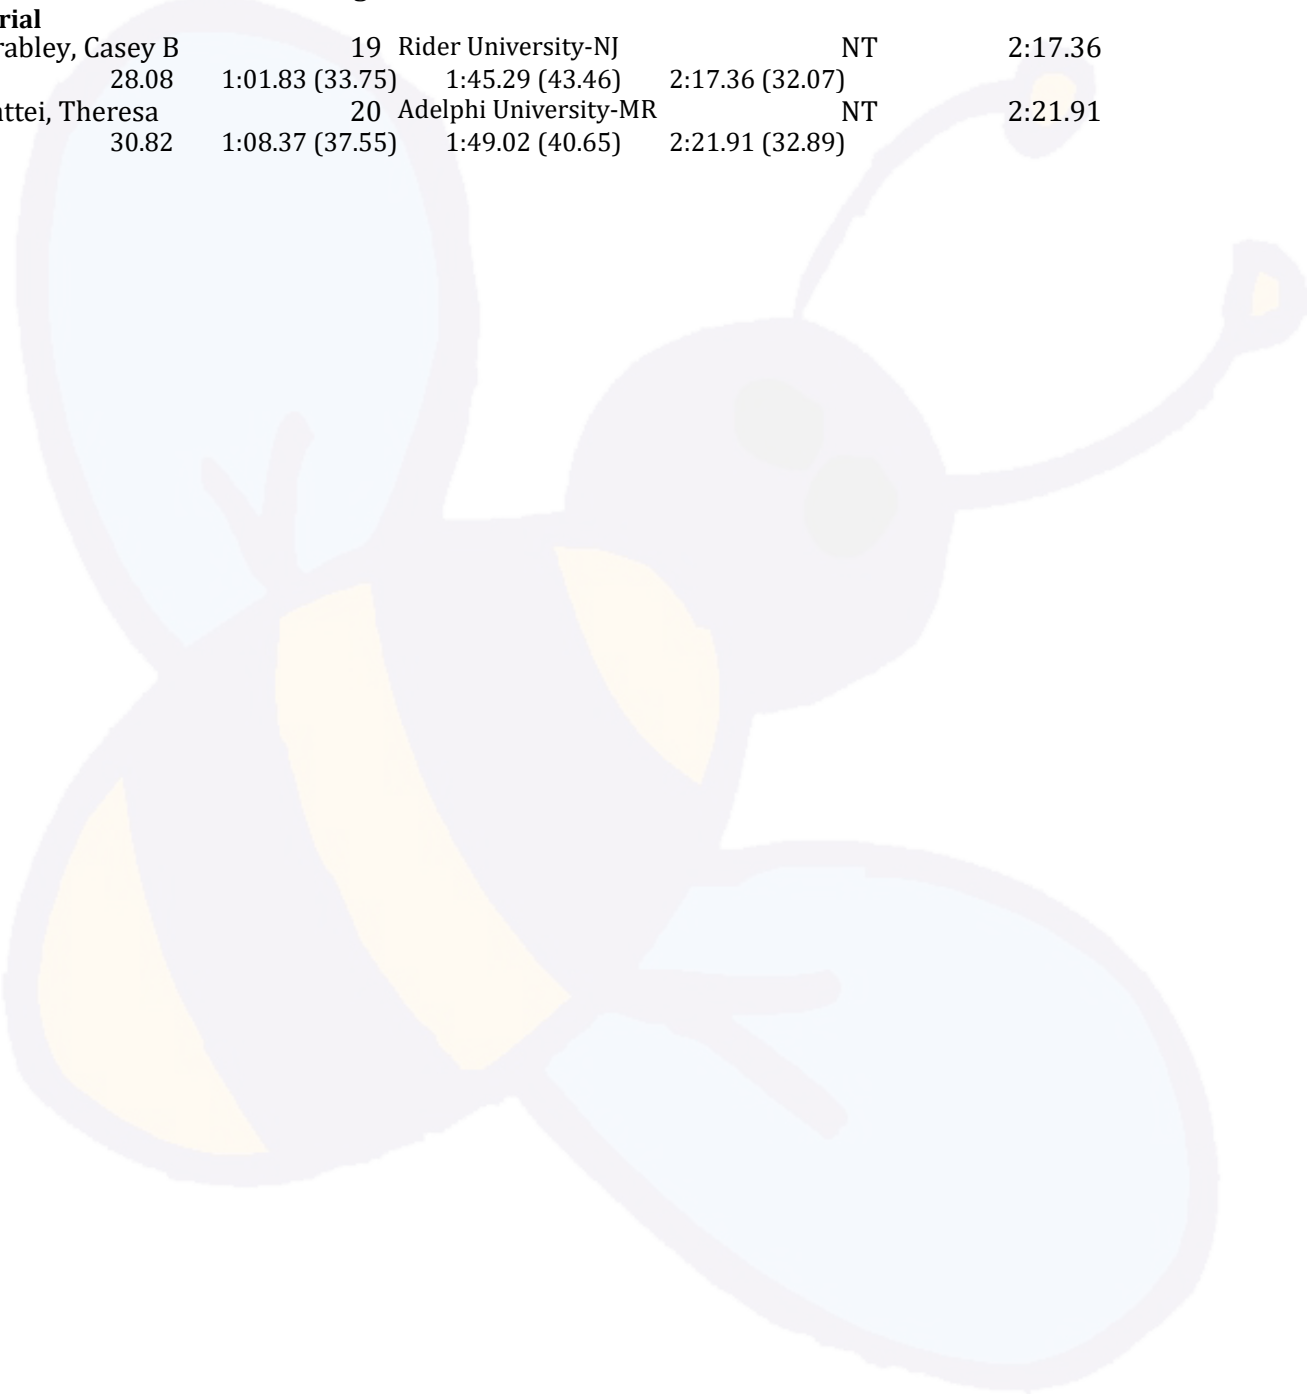 rial
rabley, Casey B 19 Rider University-NJ NT 2:17.36
28.08 1:01.83 (33.75) 1:45.29 (43.46) 2:17.36 (32.07)
attei, Theresa 20 Adelphi University-MR NT 2:21.91
30.82 1:08.37 (37.55) 1:49.02 (40.65) 2:21.91 (32.89)